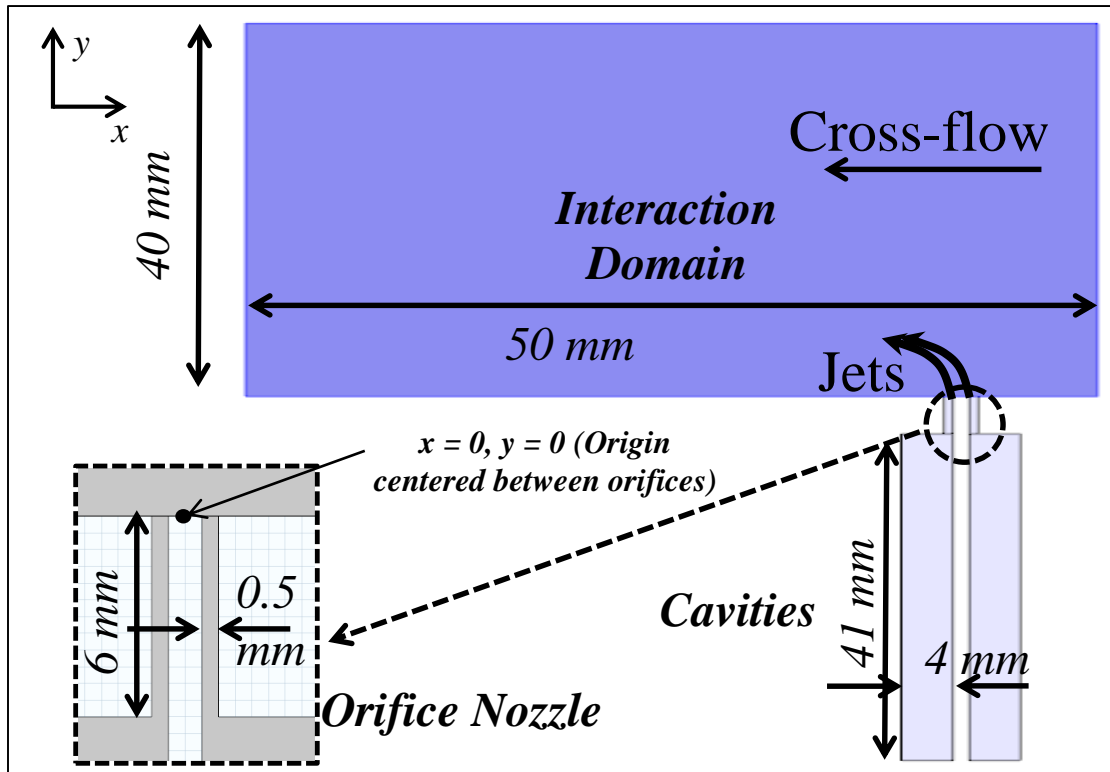 y
x
40 mm
Cross-flow
Interaction
Domain
50 mm
Jets
x = 0, y = 0 (Origin
centered between orifices)
6 mm
0.5
mm
Orifice Nozzle
Cavities
41 mm
4 mm